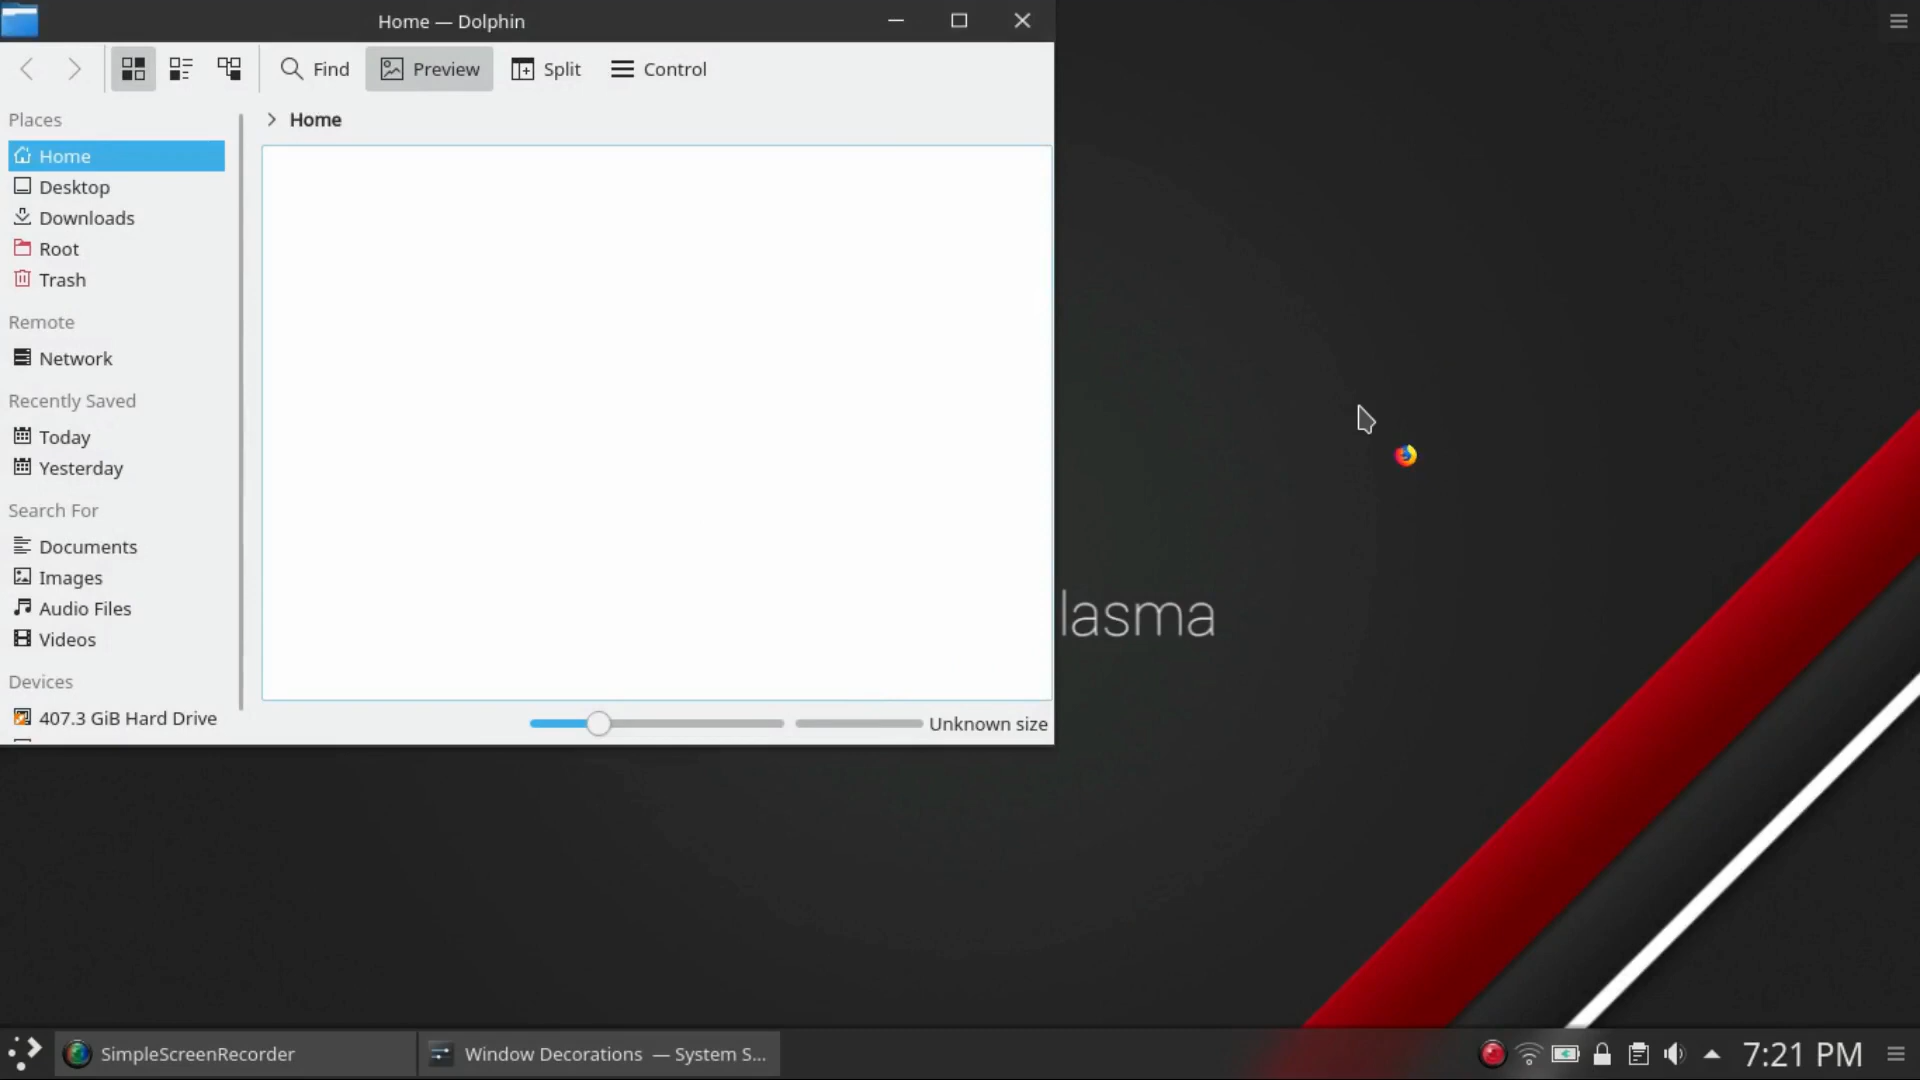 Home — Dolphin
Find
Preview
Split
Control
Places
Home
Desktop
Downloads
Root
Trash
Remote
Network
Recently Saved
Today
Yesterday
Search For
Documents
Images
Audio Files
Videos
Devices
407.3 GiB Hard Drive
Home
Unknown size
lasma
SimpleScreenRecorder
Window Decorations — System S...
7:21 PM